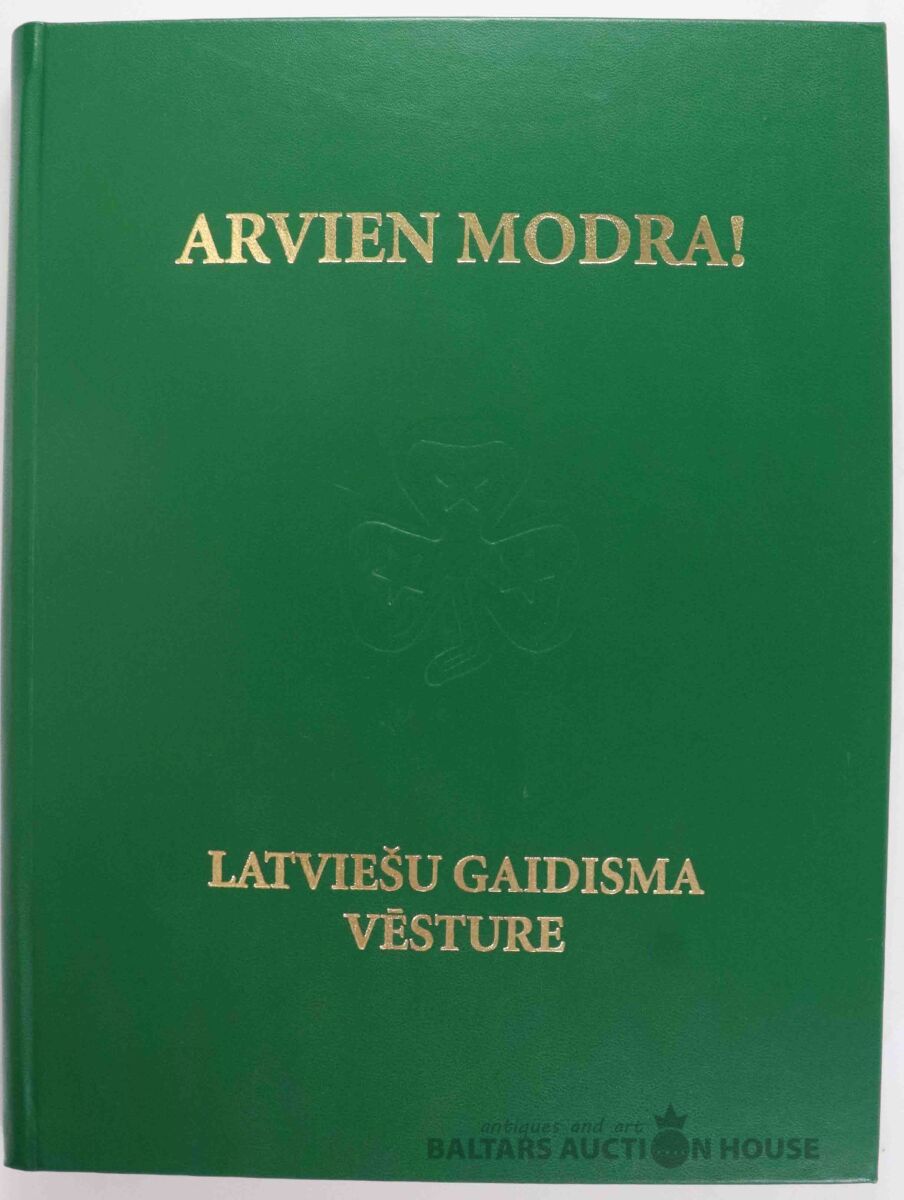 ARVIEN MODRA!
LATVIEŠU GAIDISMA
VĒSTURE
antiques and art
BALTARS AUCTION HOUSE